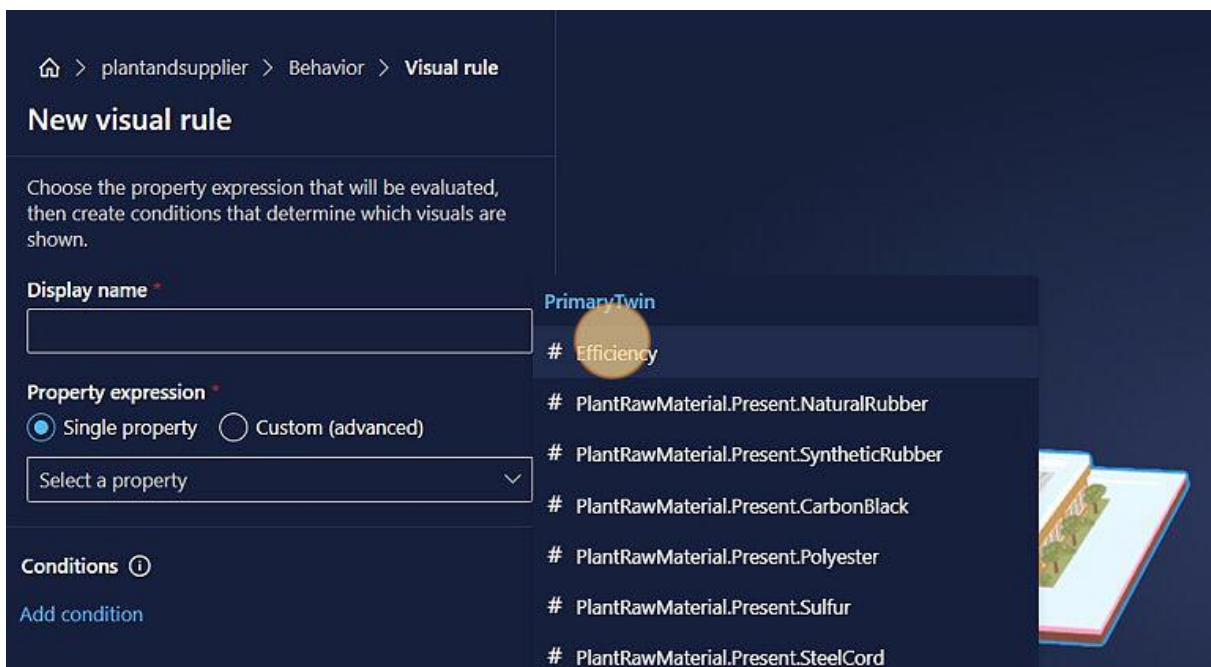 plantandsupplier > Behavior > Visual rule
New visual rule
Choose the property expression that will be evaluated,
then create conditions that determine which visuals are
shown.
Display name *
Property expression *
Single property Custom (advanced)
Select a property
Conditions
Add condition
PrimaryTwin
# Efficiency
# PlantRawMaterial.Present.NaturalRubber
# PlantRawMaterial.Present.SyntheticRubber
# PlantRawMaterial.Present.CarbonBlack
# PlantRawMaterial.Present.Polyester
# PlantRawMaterial.Present.Sulfur
# PlantRawMaterial.Present.SteelCord